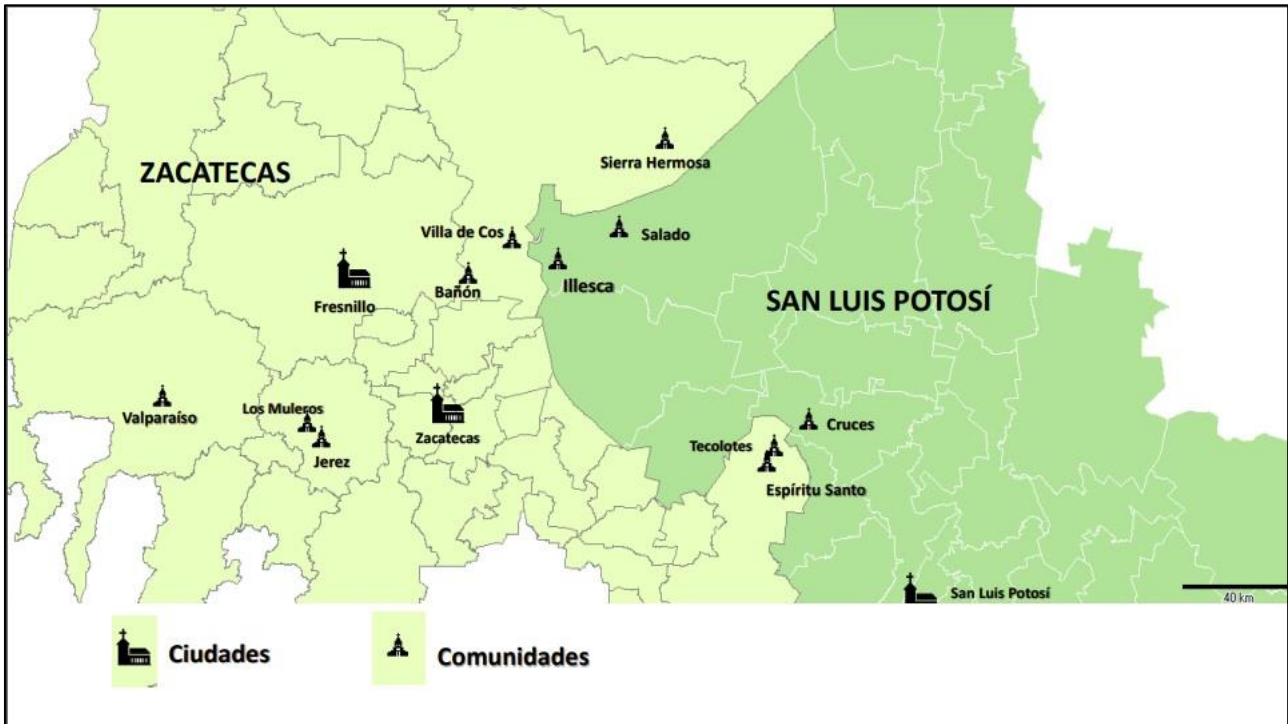 Sierra Hermosa
ZACATECAS
Villa de Cos
Salado
Bañón
Illesca
Fresnillo
SAN LUIS POTOSÍ
Valparaíso
Los Muleros
Zacatecas
Jerez
Cruces
Tecolotes
Espíritu Santo
San Luis Potosí
40 km
Ciudades
Comunidades